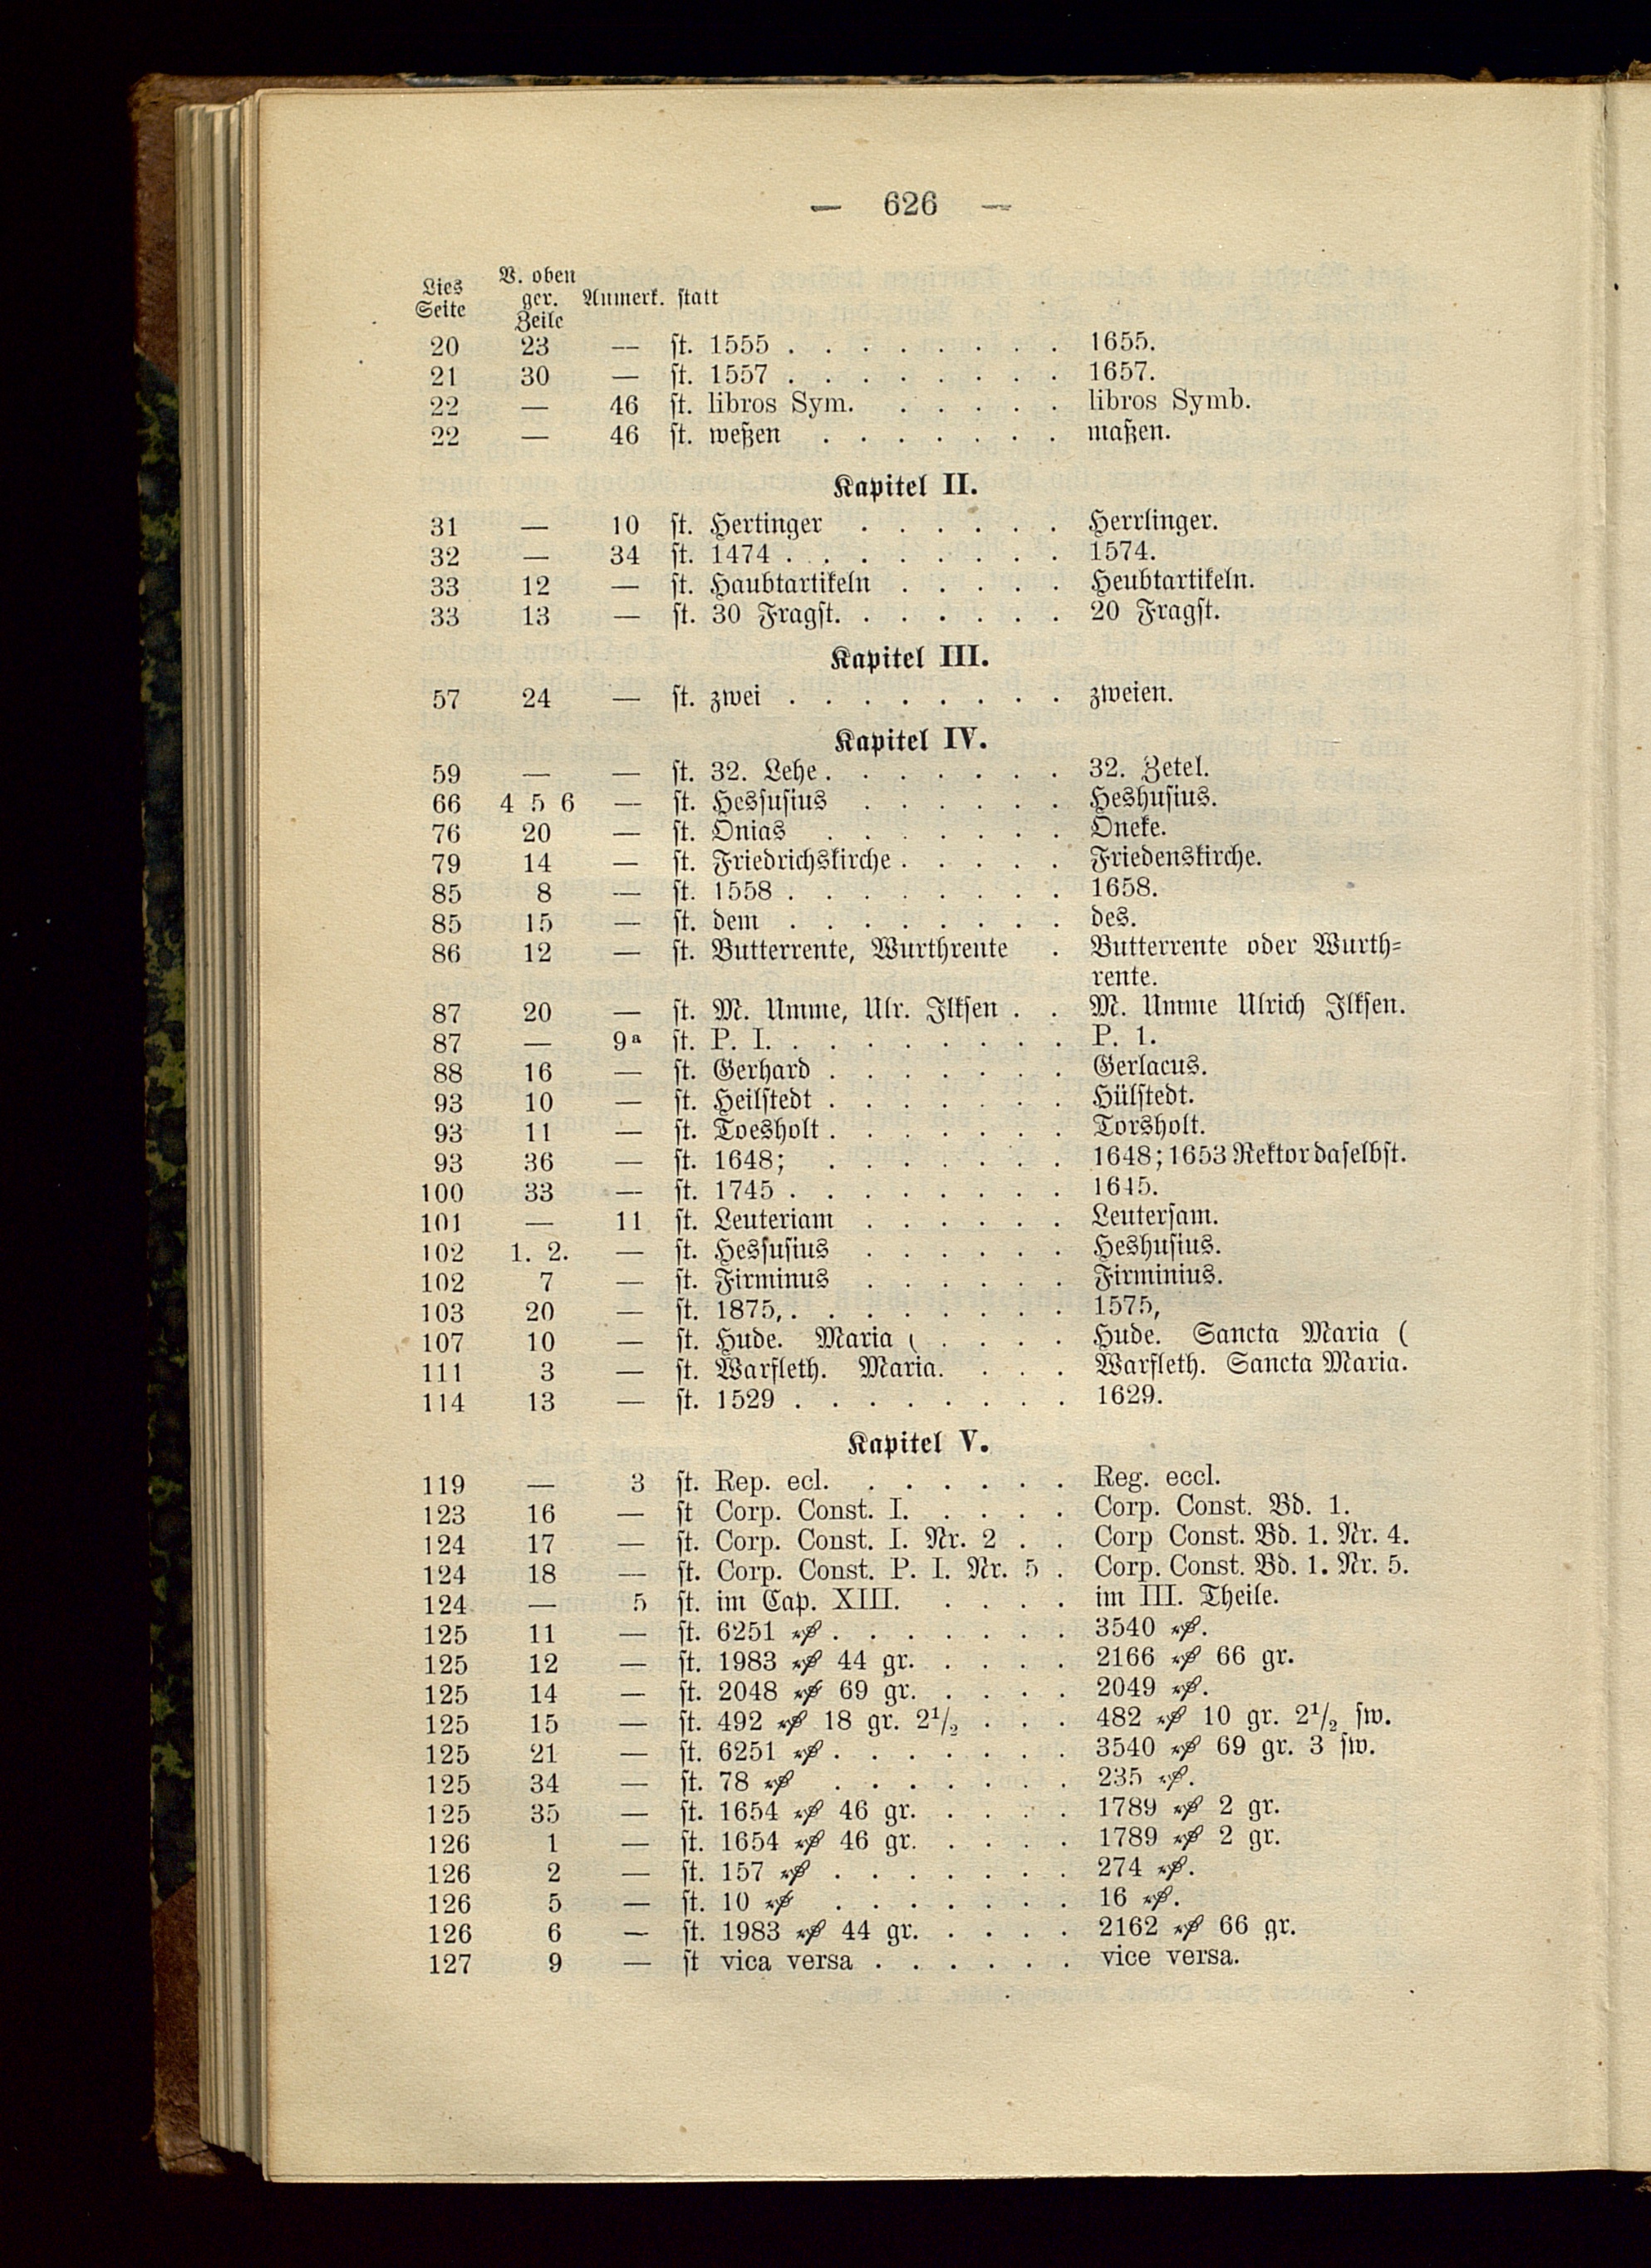 — 626 —
Lies Seite V. oben ger. Zeile Anmerk. statt
20 23 — st. 1555 . . . . . . . . 1655.
21 30 — st. 1557 . . . . . . . . 1657.
22 — 46 st. libros Sym. . . . . . . libros Symb.
22 — 46 st. weßen . . . . . . . maßen.
Kapitel II.
31 — 10 st. Hertinger . . . . . . Herrlinger.
32 — 34 st. 1474 . . . . . . . . 1574.
33 12 — st. Haubtartikeln . . . . . Heubtartikeln.
33 13 — st. 30 Fragst. . . . . . . 20 Fragst.
Kapitel III.
57 24 — st. zwei . . . . . . . . zweien.
Kapitel IV.
59 — — st. 32. Lehe . . . . . . . 32. Zetel.
66 4 5 6 — st. Hessusius . . . . . . Heshusius.
76 20 — st. Onias . . . . . . . Oneke.
79 14 — st. Friedrichskirche . . . . . Friedenskirche.
85 8 — st. 1558 . . . . . . . . 1658.
85 15 — st. dem . . . . . . . . des.
86 12 — st. Butterrente, Wurthrente . Butterrente oder Wurth-
rente.
87 20 — st. M. Umme, Ulr. Ilksen . . M. Umme Ulrich Ilksen.
87 — 9a st. P. I. . . . . . . . . P. 1.
88 16 — st. Gerhard . . . . . . . Gerlacus.
93 10 — st. Heilstedt . . . . . . . Hülstedt.
93 11 — st. Toesholt . . . . . . . Torsholt.
93 36 — st. 1648; . . . . . . . 1648; 1653 Rektor daselbst.
100 33 — st. 1745 . . . . . . . . 1645.
101 — 11 st. Leuteriam . . . . . . Leutersam.
102 1. 2. — st. Hessusius . . . . . . Heshusius.
102 7 — st. Firminus . . . . . . Firminius.
103 20 — st. 1875, . . . . . . . . 1575,
107 10 — st. Hude. Maria ( . . . . Hude. Sancta Maria (
111 3 — st. Warfleth. Maria. . . . Warfleth. Sancta Maria.
114 13 — st. 1529 . . . . . . . . 1629.
Kapitel V.
119 — 3 st. Rep. ecl. . . . . . . Reg. eccl.
123 16 — st Corp. Const. I. . . . . Corp. Const. Bd. 1.
124 17 — st. Corp. Const. I. Nr. 2 . . Corp Const. Bd. 1. Nr. 4.
124 18 — st. Corp. Const. P. I. Nr. 5 . Corp. Const. Bd. 1. Nr. 5.
124 — 5 st. im Cap. XIII. . . . . im III. Theile.
125 11 — st. 6251 ₰ . . . . . . . 3540 ₰.
125 12 — st. 1983 ₰ 44 gr. . . . . 2166 ₰ 66 gr.
125 14 — st. 2048 ₰ 69 gr. . . . . 2049 ₰.
125 15 — st. 492 ₰ 18 gr. 2 1/2 . . . 482 ₰ 10 gr. 2 1/2 sw.
125 21 — st. 6251 ₰ . . . . . . . 3540 ₰ 69 gr. 3 sw.
125 34 — st. 78 ₰ . . . . . . . 235 ₰.
125 35 — st. 1654 ₰ 46 gr. . . . . 1789 ₰ 2 gr.
126 1 — st. 1654 ₰ 46 gr. . . . . 1789 ₰ 2 gr.
126 2 — st. 157 ₰ . . . . . . . 274 ₰.
126 5 — st. 10 ₰ . . . . . . . 16 ₰.
126 6 — st. 1983 ₰ 44 gr. . . . . 2162 ₰ 66 gr.
127 9 — st vica versa . . . . . . vice versa.